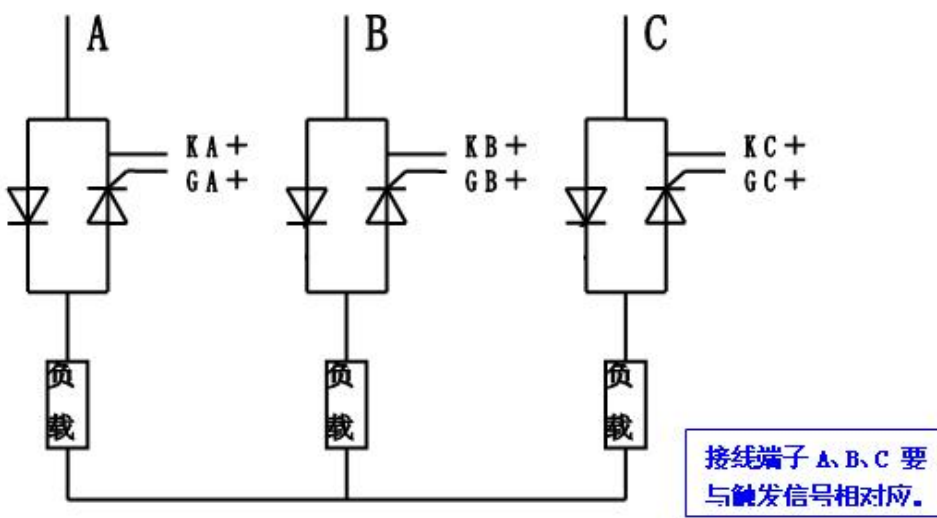 A
B
C
KA+
GA+
KB+
GB+
KC+
GC+
负载
负载
负载
接线端子 A、B、C 要
与触发信号相对应。